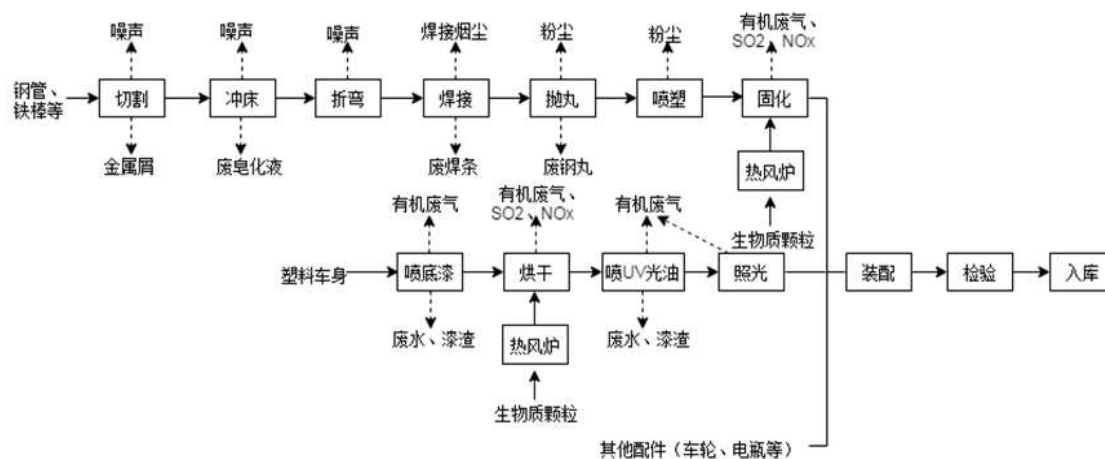 噪声 噪声 噪声 焊接烟尘 粉尘 粉尘 有机废气、
SO2、NOx
钢管、
铁棒等
切割 冲床 折弯 焊接 抛丸 喷塑 固化
金属屑 废皂化液 废焊条 废钢丸
热风炉
生物质颗粒
有机废气 有机废气、
SO2、NOx
有机废气
塑料车身 喷底漆 烘干 喷UV光油 照光 装配 检验 入库
废水、漆渣 废水、漆渣
热风炉
生物质颗粒
其他配件（车轮、电瓶等）